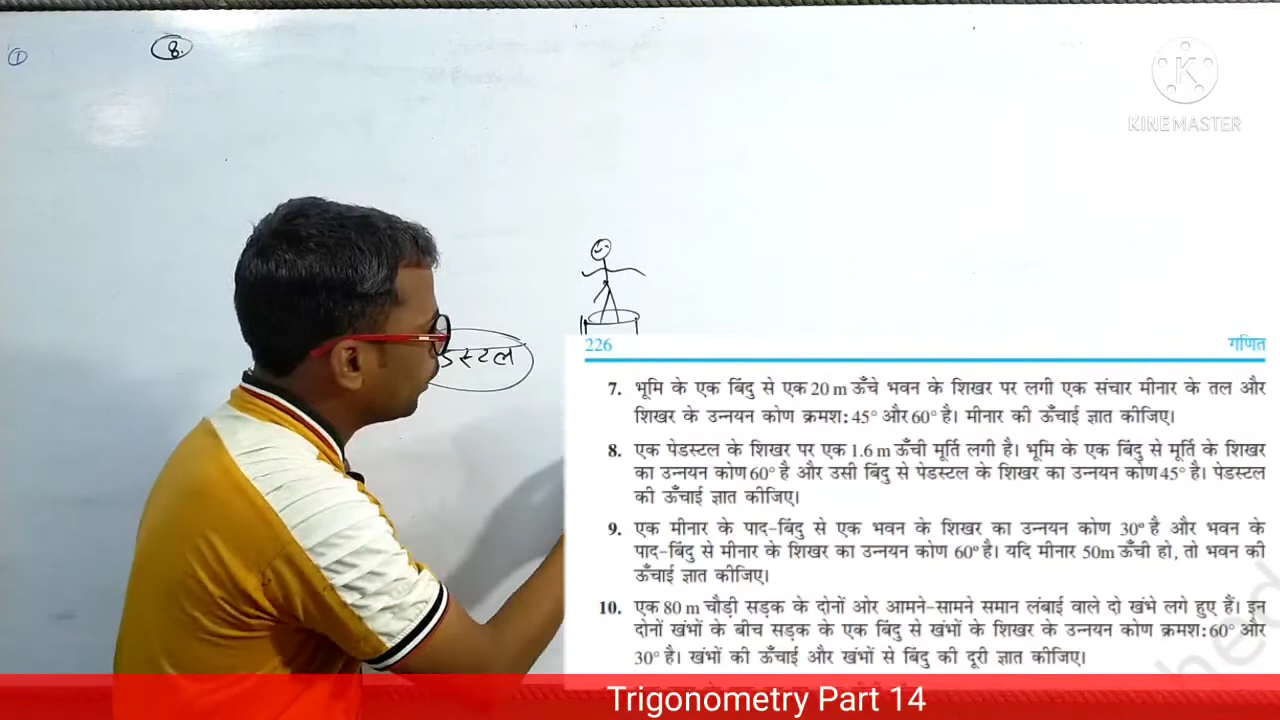 ①
8.
K
KINEMASTER
डस्टल
226 गणित
7. भूमि के एक बिंदु से एक 20 m ऊँचे भवन के शिखर पर लगी एक संचार मीनार के तल और
शिखर के उन्नयन कोण क्रमश: 45° और 60° है। मीनार की ऊँचाई ज्ञात कीजिए।
8. एक पेडस्टल के शिखर पर एक 1.6 m ऊँची मूर्ति लगी है। भूमि के एक बिंदु से मूर्ति के शिखर
का उन्नयन कोण 60° है और उसी बिंदु से पेडस्टल के शिखर का उन्नयन कोण 45° है। पेडस्टल
की ऊँचाई ज्ञात कीजिए।
9. एक मीनार के पाद-बिंदु से एक भवन के शिखर का उन्नयन कोण 30° है और भवन के
पाद-बिंदु से मीनार के शिखर का उन्नयन कोण 60° है। यदि मीनार 50m ऊँची हो, तो भवन की
ऊँचाई ज्ञात कीजिए।
10. एक 80 m चौड़ी सड़क के दोनों ओर आमने-सामने समान लंबाई वाले दो खंभे लगे हुए हैं। इन
दोनों खंभों के बीच सड़क के एक बिंदु से खंभों के शिखर के उन्नयन कोण क्रमश: 60° और
30° है। खंभों की ऊँचाई और खंभों से बिंदु की दूरी ज्ञात कीजिए।
Trigonometry Part 14